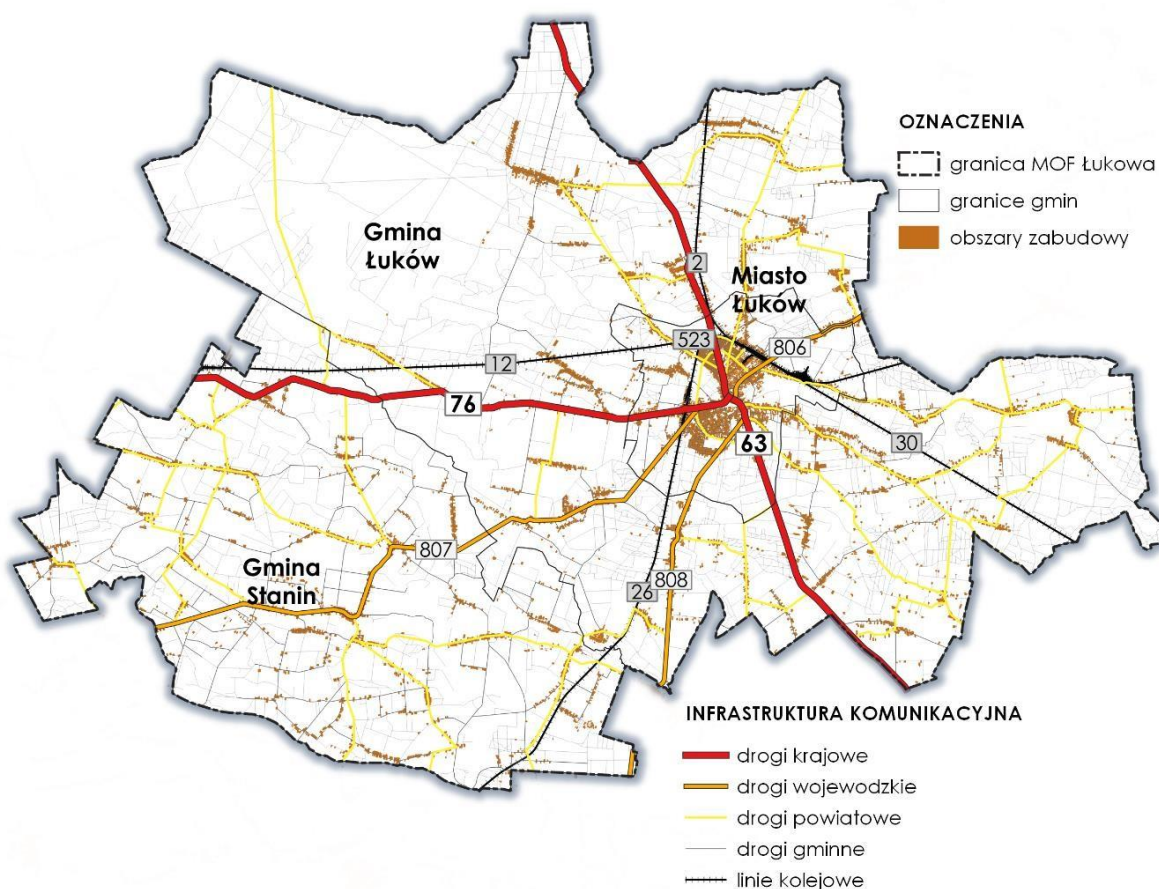 OZNACZENIA
granica MOF Łukowa
granice gmin
obszary zabudowy
Gmina
Łuków
2
Miasto
Łuków
523
806
12
76
63
30
807
Gmina
Stanin
26
808
INFRASTRUKTURA KOMUNIKACYJNA
drogi krajowe
drogi wojewodzkie
drogi powiatowe
drogi gminne
linie kolejowe